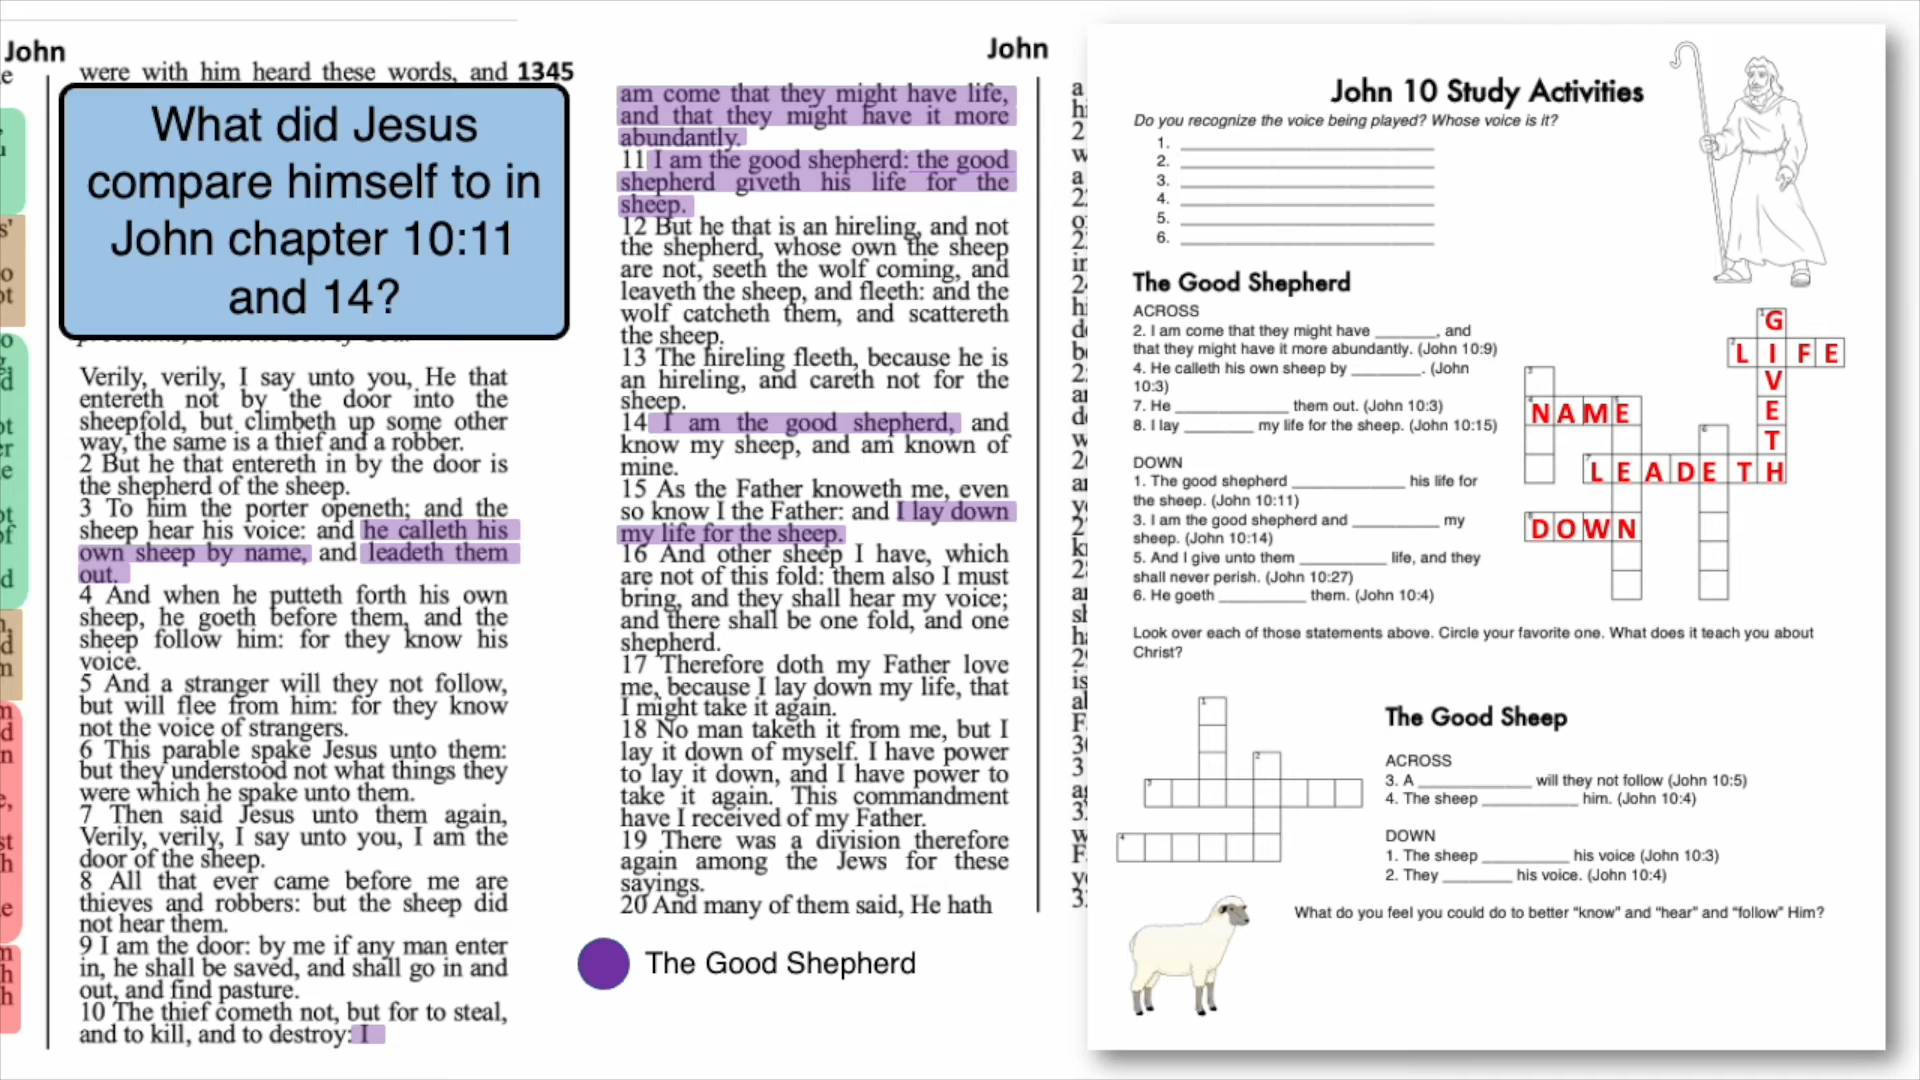 John
were with him heard these words, and 1345
What did Jesus
compare himself to in
John chapter 10:11
and 14?
Verily, verily, I say unto you, He that
entereth not by the door into the
sheepfold, but climbeth up some other
way, the same is a thief and a robber.
2 But he that entereth in by the door is
the shepherd of the sheep.
3 To him the porter openeth; and the
sheep hear his voice: and he calleth his
own sheep by name, and leadeth them
out.
4 And when he putteth forth his own
sheep, he goeth before them, and the
sheep follow him: for they know his
voice.
5 And a stranger will they not follow,
but will flee from him: for they know
not the voice of strangers.
6 This parable spake Jesus unto them:
but they understood not what things they
were which he spake unto them.
7 Then said Jesus unto them again,
Verily, verily, I say unto you, I am the
door of the sheep.
8 All that ever came before me are
thieves and robbers: but the sheep did
not hear them.
9 I am the door: by me if any man enter
in, he shall be saved, and shall go in and
out, and find pasture.
10 The thief cometh not, but for to steal,
and to kill, and to destroy: I
John
am come that they might have life,
and that they might have it more
abundantly.
11 I am the good shepherd: the good
shepherd giveth his life for the
sheep.
12 But he that is an hireling, and not
the shepherd, whose own the sheep
are not, seeth the wolf coming, and
leaveth the sheep, and fleeth: and the
wolf catcheth them, and scattereth
the sheep.
13 The hireling fleeth, because he is
an hireling, and careth not for the
sheep.
14 I am the good shepherd, and
know my sheep, and am known of
mine.
15 As the Father knoweth me, even
so know I the Father: and I lay down
my life for the sheep.
16 And other sheep I have, which
are not of this fold: them also I must
bring, and they shall hear my voice;
and there shall be one fold, and one
shepherd.
17 Therefore doth my Father love
me, because I lay down my life, that
I might take it again.
18 No man taketh it from me, but I
lay it down of myself. I have power
to lay it down, and I have power to
take it again. This commandment
have I received of my Father.
19 There was a division therefore
again among the Jews for these
sayings.
20 And many of them said, He hath
The Good Shepherd
John 10 Study Activities
Do you recognize the voice being played? Whose voice is it?
1.
2.
3.
4.
5.
6.
The Good Shepherd
ACROSS
2. I am come that they might have ________, and
that they might have it more abundantly. (John 10:9)
4. He calleth his own sheep by _________. (John
10:3)
7. He ______________ them out. (John 10:3)
8. I lay ________ my life for the sheep. (John 10:15)
DOWN
1. The good shepherd ______________ his life for
the sheep. (John 10:11)
3. I am the good shepherd and __________ my
sheep. (John 10:14)
5. And I give unto them __________ life, and they
shall never perish. (John 10:27)
6. He goeth __________ them. (John 10:4)
GIVETH
LIFE
NAME
LEADETH
DOWN
Look over each of those statements above. Circle your favorite one. What does it teach you about
Christ?
The Good Sheep
ACROSS
3. A ______________ will they not follow (John 10:5)
4. The sheep ____________ him. (John 10:4)
DOWN
1. The sheep __________ his voice (John 10:3)
2. They ________ his voice. (John 10:4)
What do you feel you could do to better “know” and “hear” and “follow” Him?